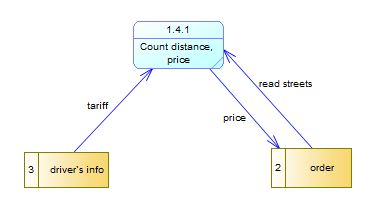 1.4.1
Count distance,
price
tariff
read streets
price
3 driver's info
2 order